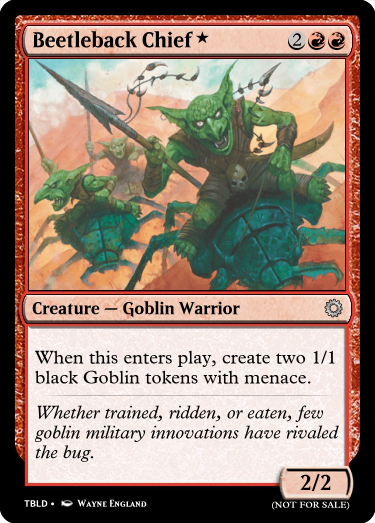 Beetleback Chief ★ 2
Creature — Goblin Warrior
When this enters play, create two 1/1
black Goblin tokens with menace.
Whether trained, ridden, or eaten, few
goblin military innovations have rivaled
the bug.
2/2
TBLD • Wayne England
(NOT FOR SALE)